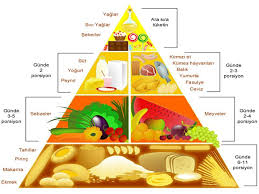 Yağlar
Sıvı Yağlar
Şekerler
Ara sıra
tüketin
Günde
2
porsiyon
Süt
Yoğurt
Peynir
Kırmızı et
Kümes hayvanları
Balık
Yumurta
Fasulye
Ceviz
Günde
2-3
porsiyon
Günde
3-5
porsiyon
Sebzeler
Meyveler
Günde
2-4
porsiyon
Tahıllar
Pirinç
Makarna
Ekmek
Günde
6-11
porsiyon